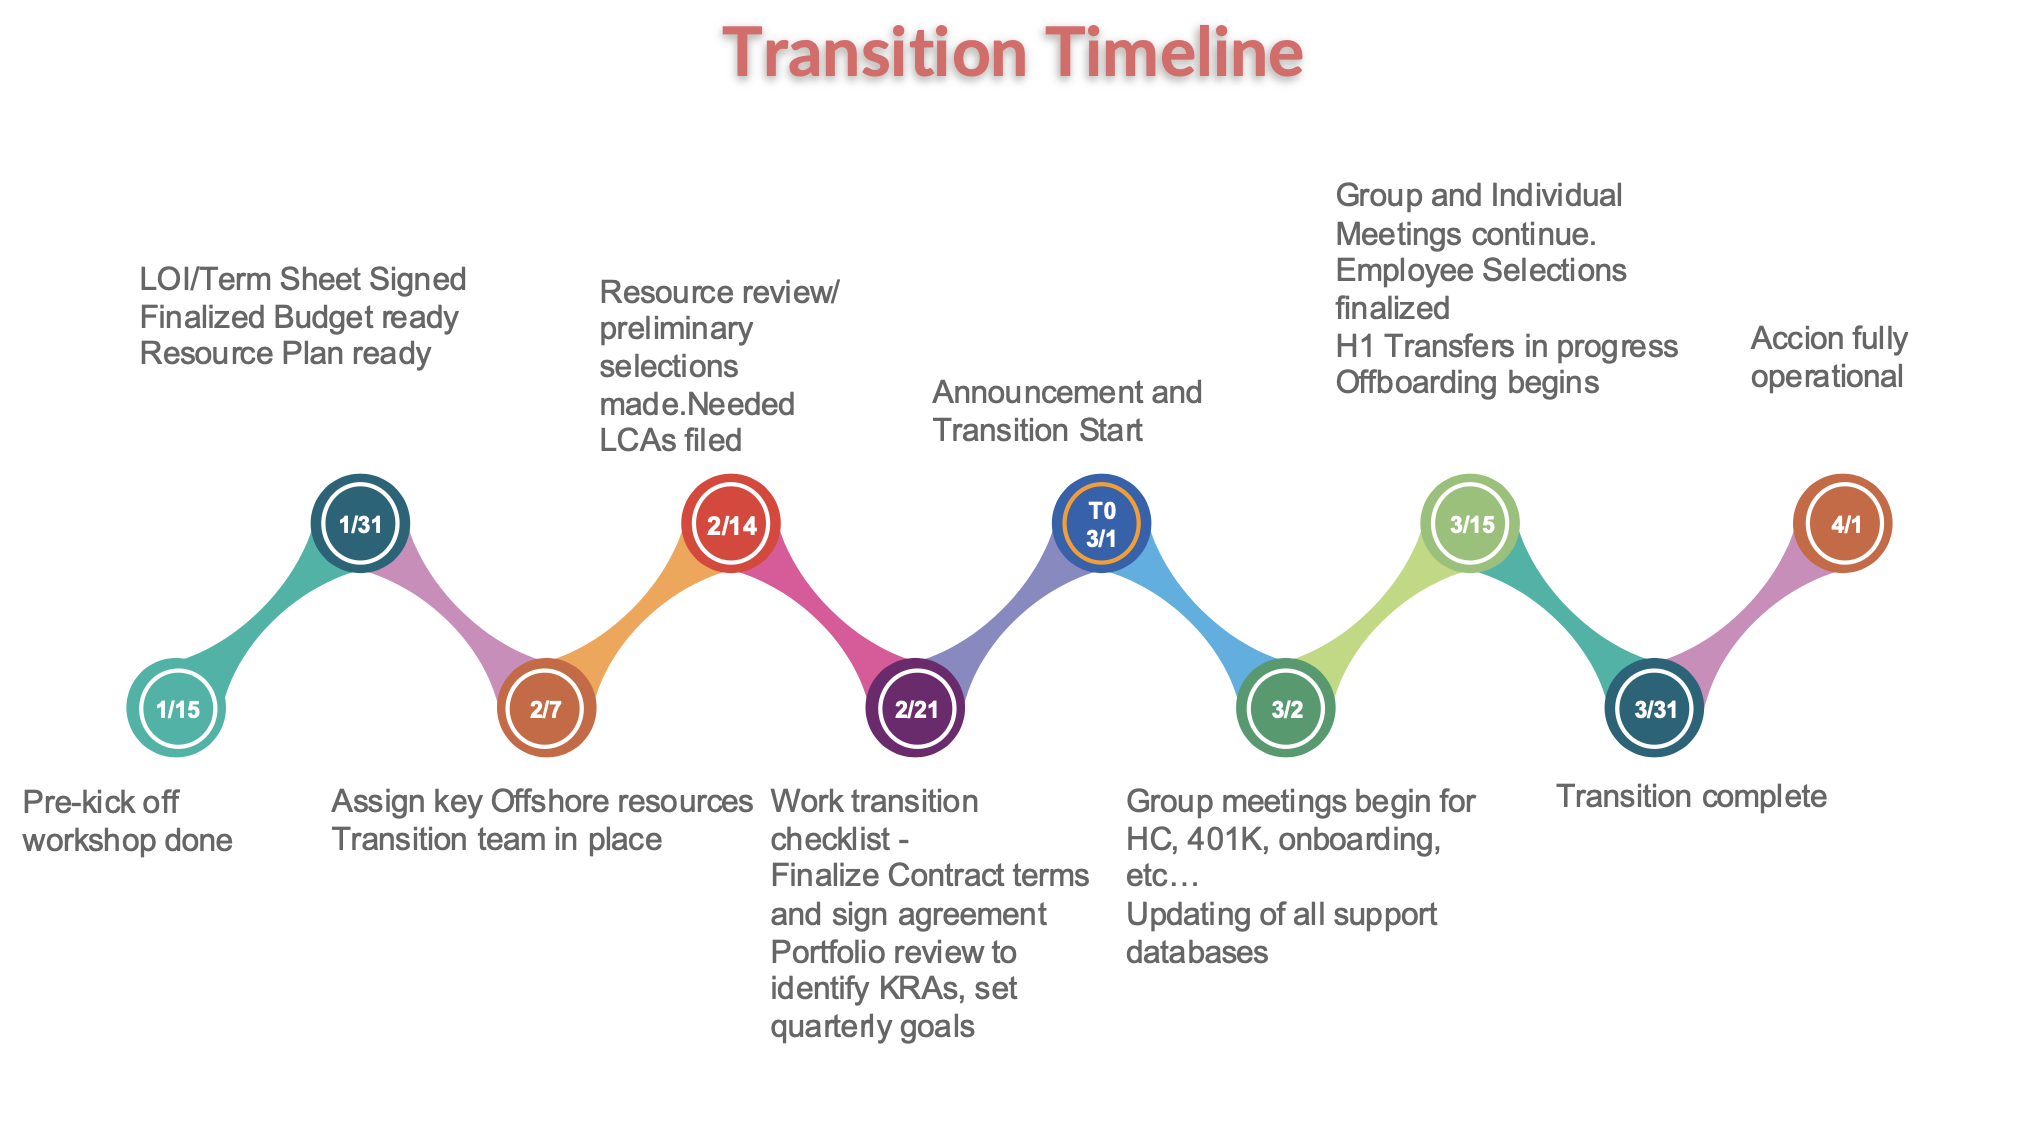 Transition Timeline
LOI/Term Sheet Signed
Finalized Budget ready
Resource Plan ready
Resource review/
preliminary
selections
made.Needed
LCAs filed
Announcement and
Transition Start
Group and Individual
Meetings continue.
Employee Selections
finalized
H1 Transfers in progress
Offboarding begins
Accion fully
operational
1/31
2/14
T0
3/1
3/15
4/1
1/15
2/7
2/21
3/2
3/31
Pre-kick off
workshop done
Assign key Offshore resources
Transition team in place
Work transition
checklist -
Finalize Contract terms
and sign agreement
Portfolio review to
identify KRAs, set
quarterly goals
Group meetings begin for
HC, 401K, onboarding,
etc…
Updating of all support
databases
Transition complete